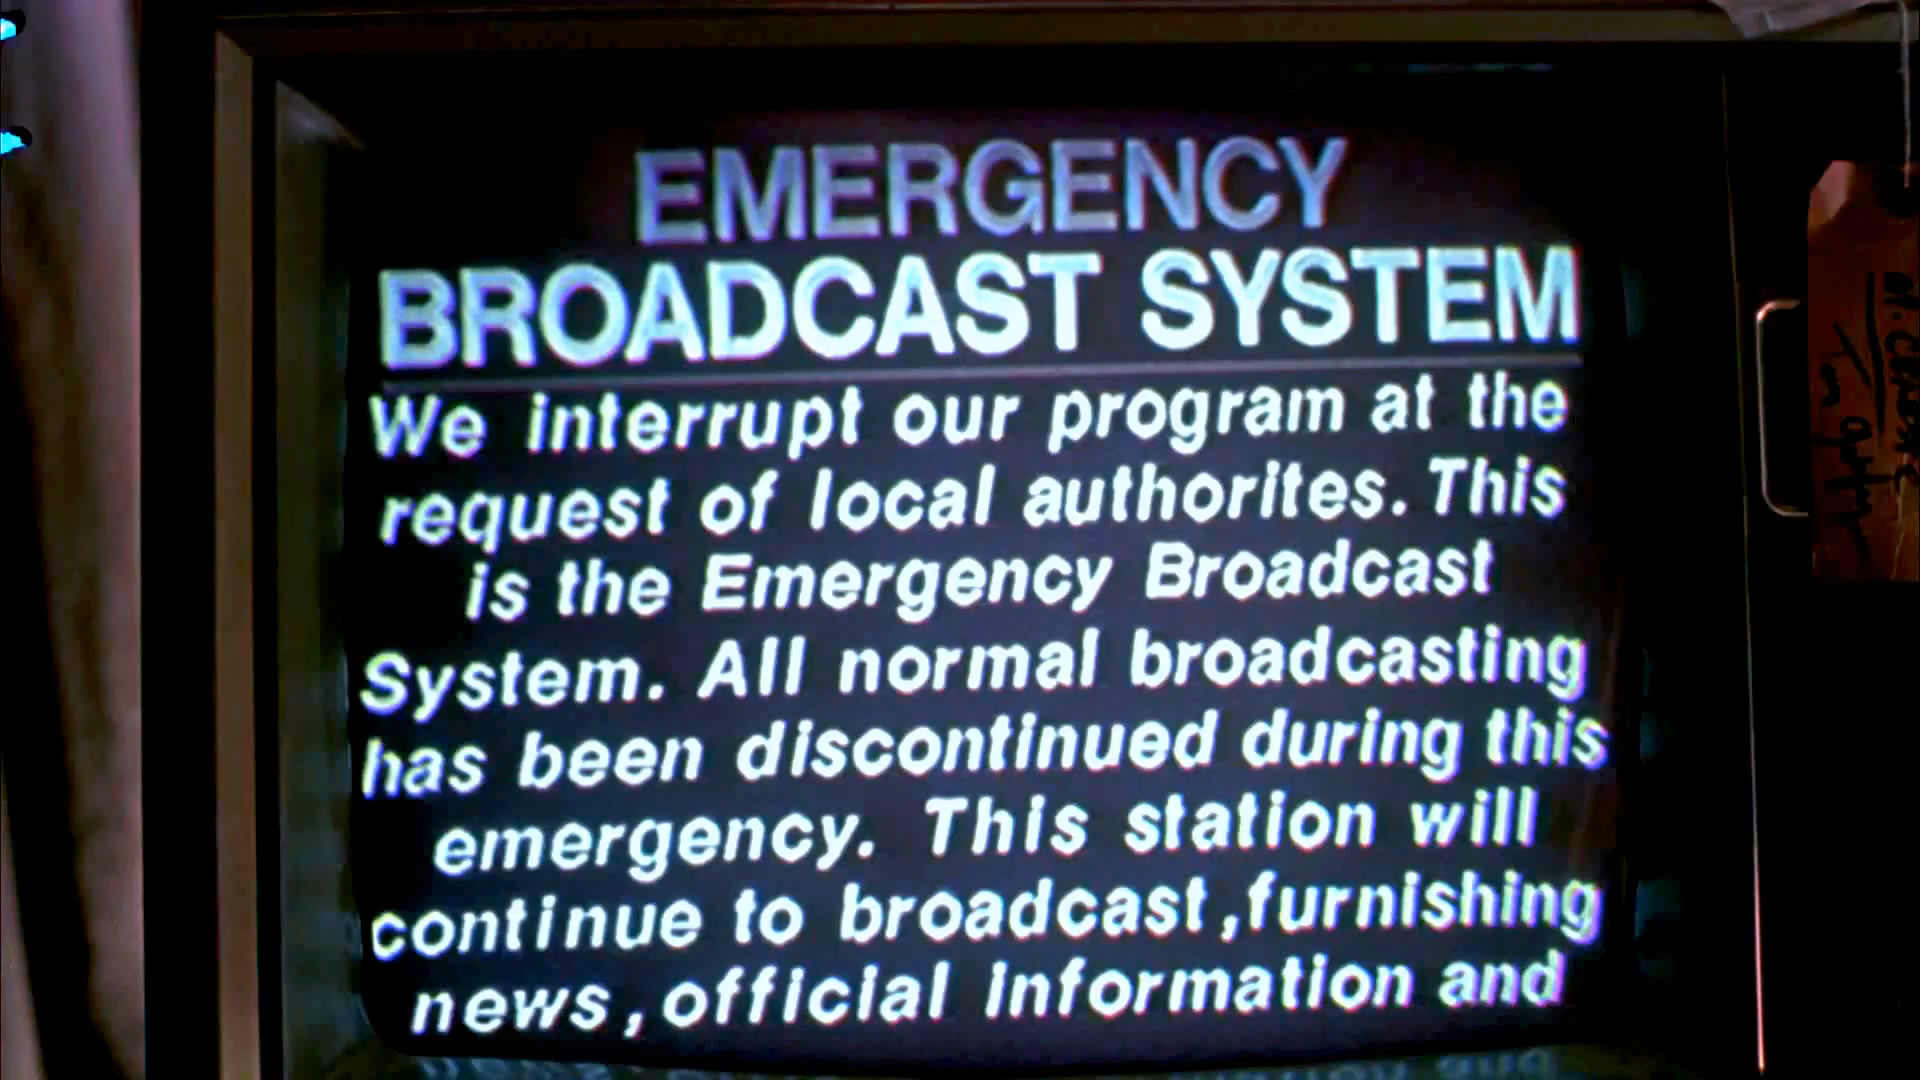 EMERGENCY
BROADCAST SYSTEM
We interrupt our program at the
request of local authorites. This
is the Emergency Broadcast
System. All normal broadcasting
has been discontinued during this
emergency. This station will
continue to broadcast,furnishing
news, official information and